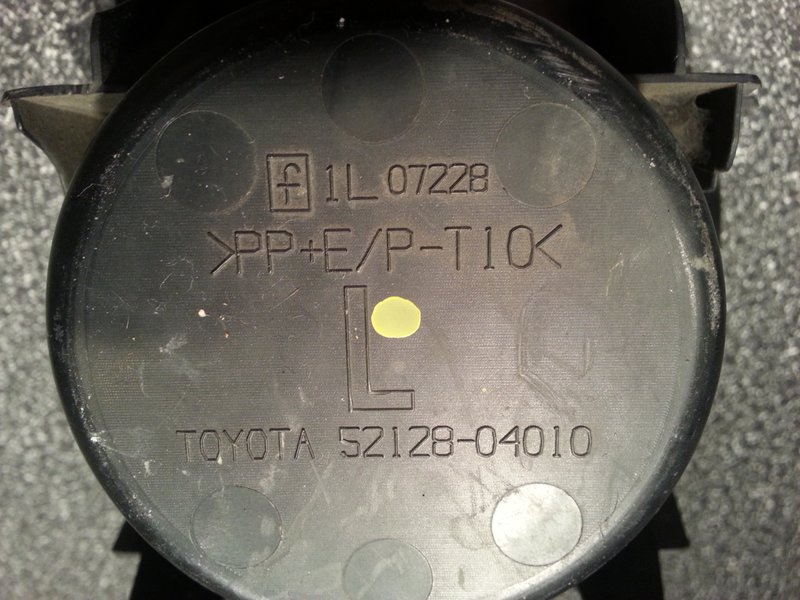 f 1L 07228
>PP+E/P-T10<
L
TOYOTA 52128-04010